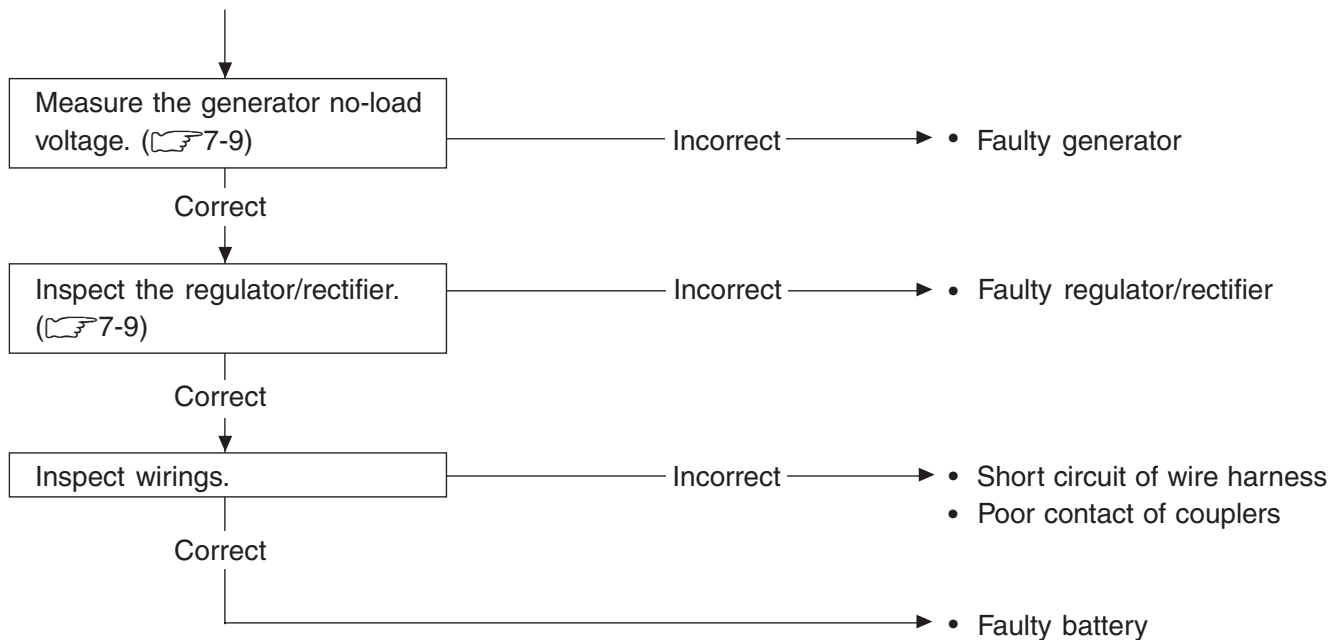 Measure the generator no-load
voltage. (☞7-9)
Incorrect
• Faulty generator
Correct
Inspect the regulator/rectifier.
(☞7-9)
Incorrect
• Faulty regulator/rectifier
Correct
Inspect wirings.
Incorrect
• Short circuit of wire harness
• Poor contact of couplers
Correct
• Faulty battery